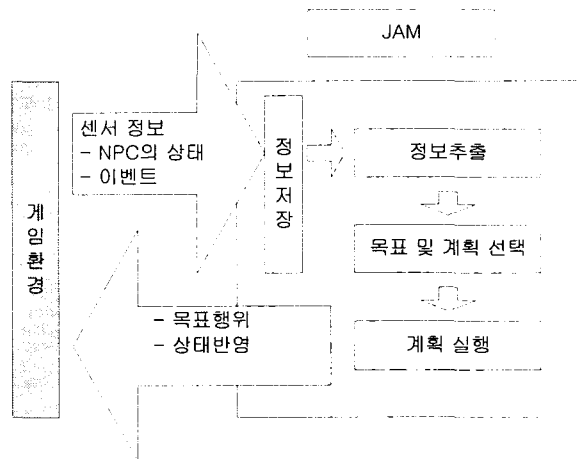 JAM
게임환경
센서 정보
- NPC의 상태
- 이벤트
정보저장
정보추출
목표 및 계획 선택
계획 실행
- 목표행위
- 상태반영